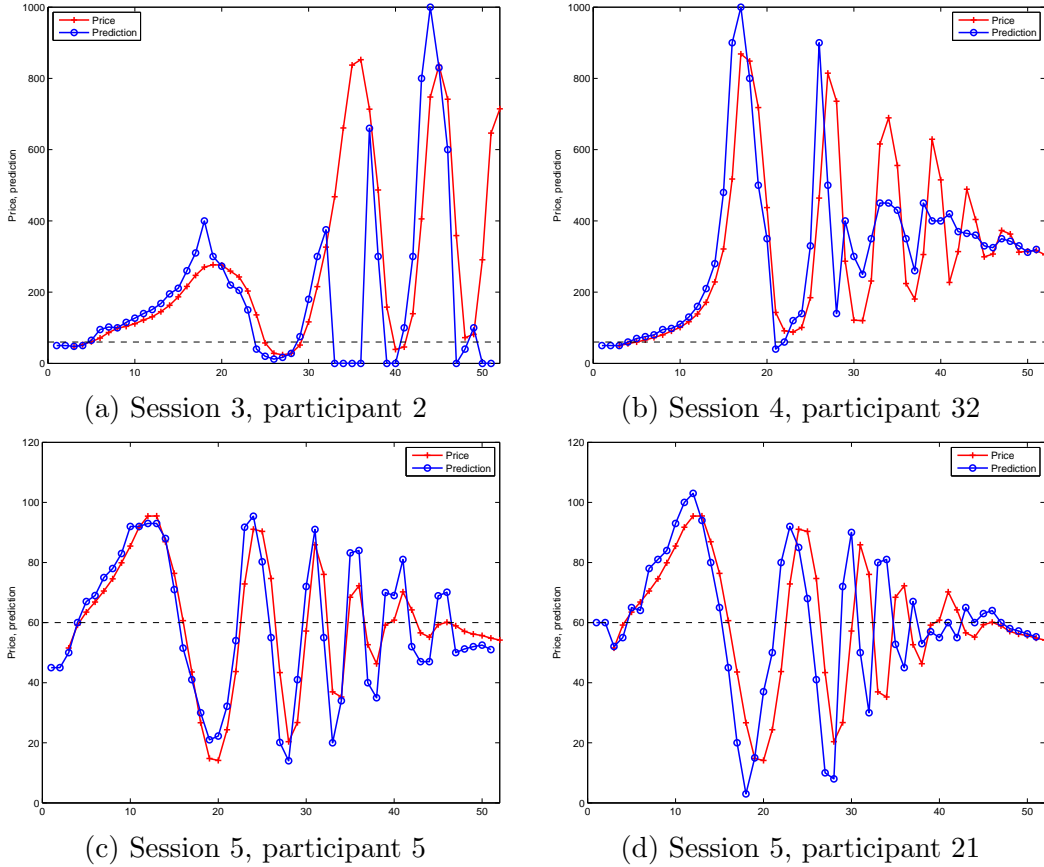 Price
Prediction
Price, prediction
1000
800
600
400
200
0
0 10 20 30 40 50
(a) Session 3, participant 2
Price
Prediction
Price, prediction
1000
800
600
400
200
0
0 10 20 30 40 50
(b) Session 4, participant 32
Price
Prediction
Price, prediction
120
100
80
60
40
20
0
0 10 20 30 40 50
(c) Session 5, participant 5
Price
Prediction
Price, prediction
120
100
80
60
40
20
0
0 10 20 30 40 50
(d) Session 5, participant 21